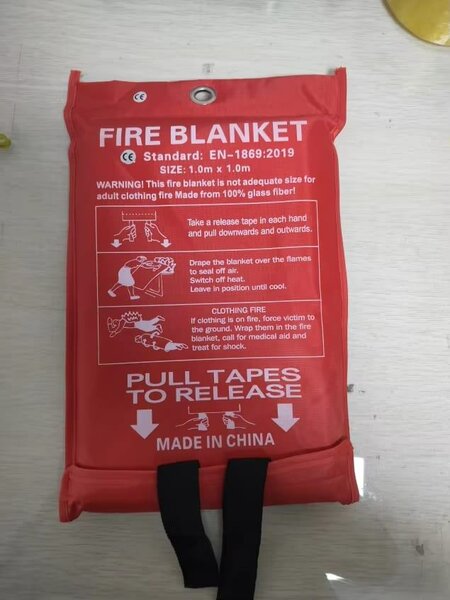 CE
FIRE BLANKET
CE Standard: EN-1869:2019
SIZE: 1.0m x 1.0m
WARNING! This fire blanket is not adequate size for
adult clothing fire Made from 100% glass fiber!
Take a release tape in each hand
and pull downwards and outwards.
Drape the blanket over the flames
to seal off air.
Switch off heat.
Leave in position until cool.
CLOTHING FIRE
If clothing is on fire, force victim to
the ground. Wrap them in the fire
blanket, call for medical aid and
treat for shock.
PULL TAPES
TO RELEASE
MADE IN CHINA